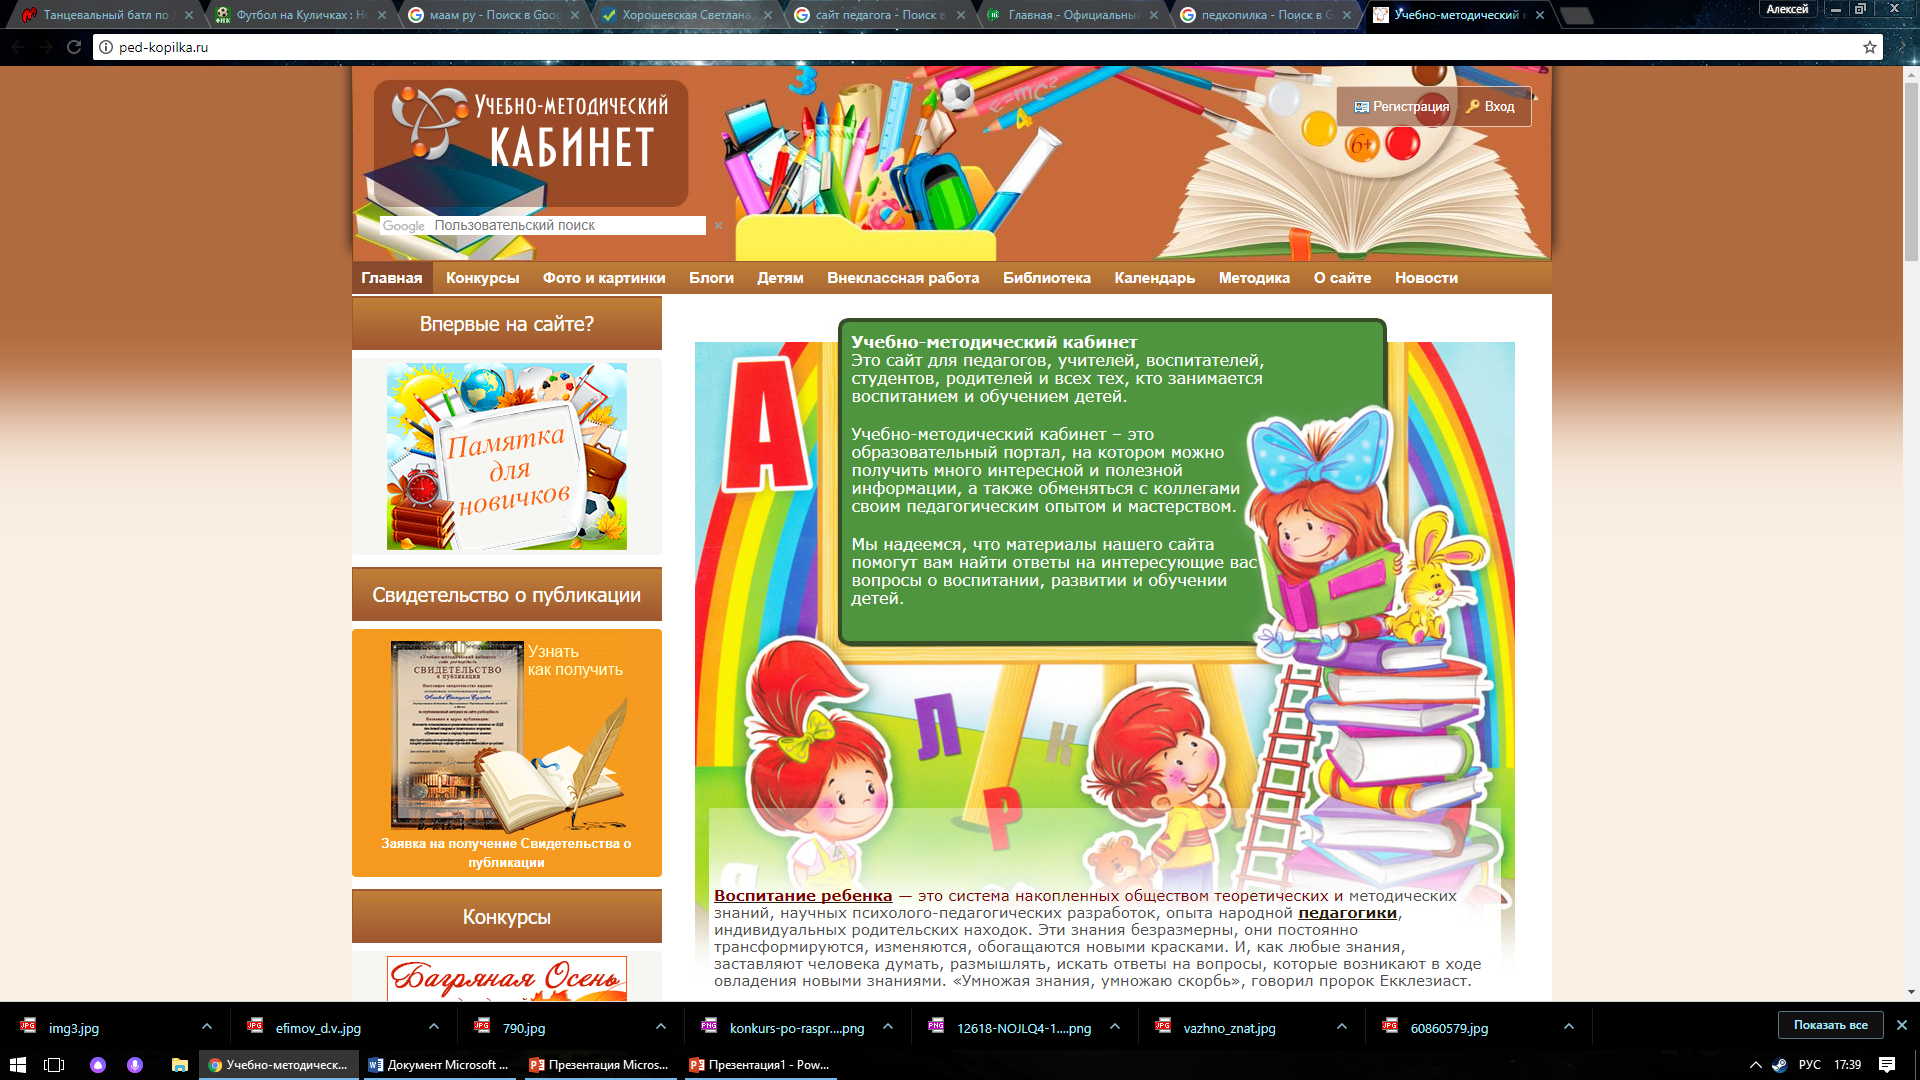 Танцевальный батл по
Футбол на Куличках : Н
маам ру - Поиск в Goog
Хорошевская Светлана
сайт педагога - Поиск в
Главная - Официальный
педкопилка - Поиск в G
Учебно-методический
Алексей
ped-kopilka.ru
Учебно-методический
КАБИНЕТ
E=mc²
Регистрация
Вход
6+
Google Пользовательский поиск
Главная Конкурсы Фото и картинки Блоги Детям Внеклассная работа Библиотека Календарь Методика О сайте Новости
Впервые на сайте?
Памятка
для
новичков
Свидетельство о публикации
СВИДЕТЕЛЬСТВО
о публикации
Узнать
как получить
Заявка на получение Свидетельства о
публикации
Конкурсы
Багряная Осень
А
Учебно-методический кабинет
Это сайт для педагогов, учителей, воспитателей,
студентов, родителей и всех тех, кто занимается
воспитанием и обучением детей.
Учебно-методический кабинет – это
образовательный портал, на котором можно
получить много интересной и полезной
информации, а также обменяться с коллегами
своим педагогическим опытом и мастерством.
Мы надеемся, что материалы нашего сайта
помогут вам найти ответы на интересующие вас
вопросы о воспитании, развитии и обучении
детей.
Л
К
Р
Воспитание ребенка — это система накопленных обществом теоретических и методических
знаний, научных психолого-педагогических разработок, опыта народной педагогики,
индивидуальных родительских находок. Эти знания безразмерны, они постоянно
трансформируются, изменяются, обогащаются новыми красками. И, как любые знания,
заставляют человека думать, размышлять, искать ответы на вопросы, которые возникают в ходе
овладения новыми знаниями. «Умножая знания, умножаю скорбь», говорил пророк Екклезиаст.
img3.jpg
efimov_d.v..jpg
790.jpg
konkurs-po-raspr....png
12618-NOJLQ4-1....png
vazhno_znat.jpg
60860579.jpg
Показать все
Учебно-методическ...
Документ Microsoft ...
Презентация Micros...
Презентация1 - Pow...
РУС
17:39